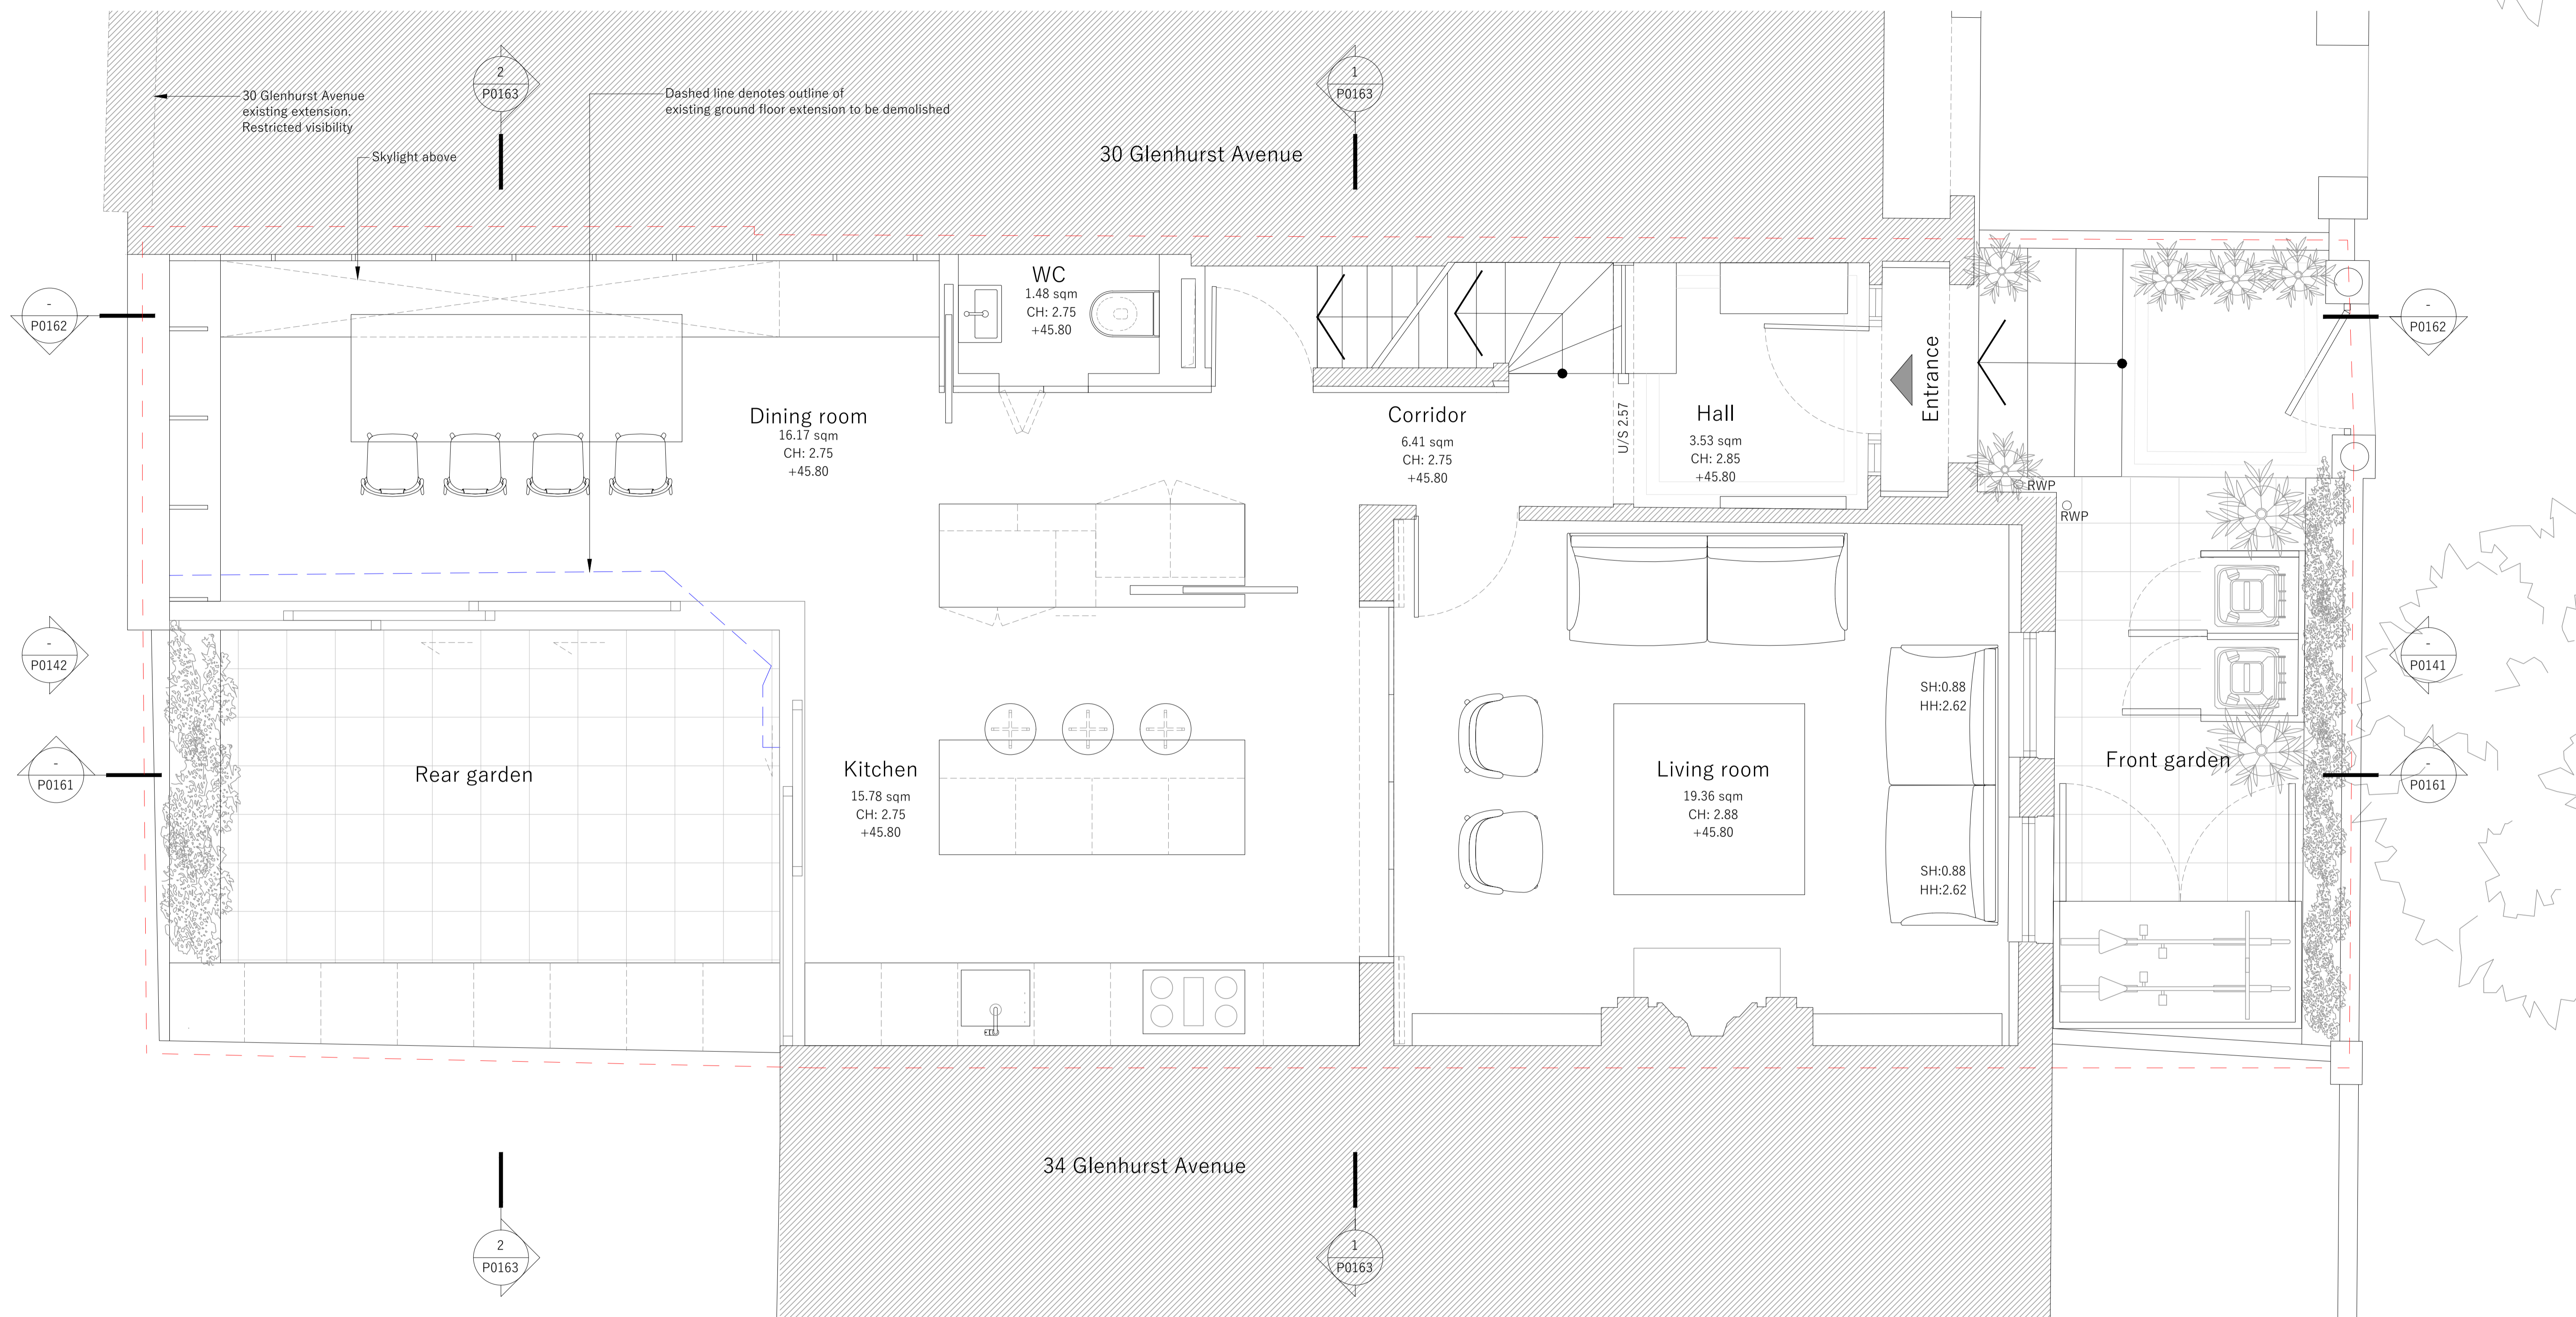 2
P0163
1
P0163
30 Glenhurst Avenue
existing extension.
Restricted visibility
Dashed line denotes outline of
existing ground floor extension to be demolished
Skylight above
30 Glenhurst Avenue
-
P0162
WC
1.48 sqm
CH: 2.75
+45.80
Entrance
-
P0162
Dining room
16.17 sqm
CH: 2.75
+45.80
Corridor
6.41 sqm
CH: 2.75
+45.80
U/S 2.57
Hall
3.53 sqm
CH: 2.85
+45.80
RWP
RWP
-
P0142
-
P0141
SH:0.88
HH:2.62
-
P0161
Rear garden
Kitchen
15.78 sqm
CH: 2.75
+45.80
Living room
19.36 sqm
CH: 2.88
+45.80
Front garden
-
P0161
SH:0.88
HH:2.62
34 Glenhurst Avenue
2
P0163
1
P0163